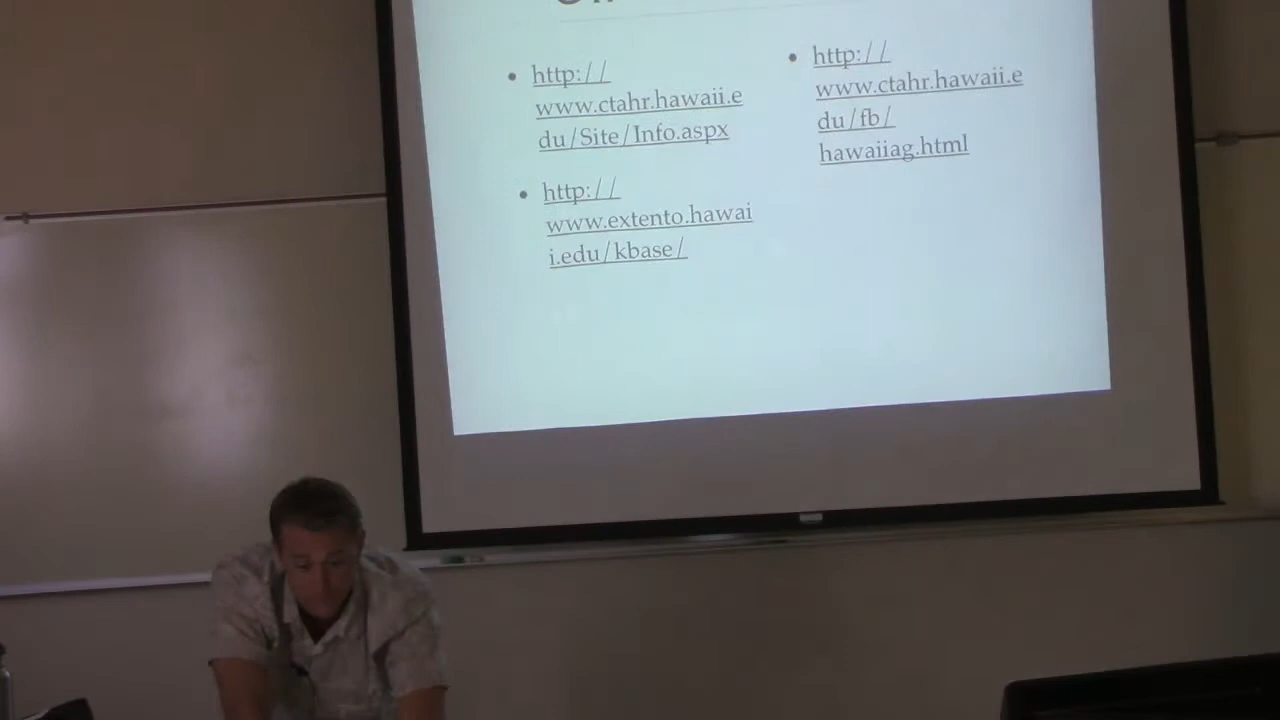 http://
www.ctahr.hawaii.e
du/Site/Info.aspx
http://
www.extento.hawai
i.edu/kbase/
http://
www.ctahr.hawaii.e
du/fb/
hawaiiag.html